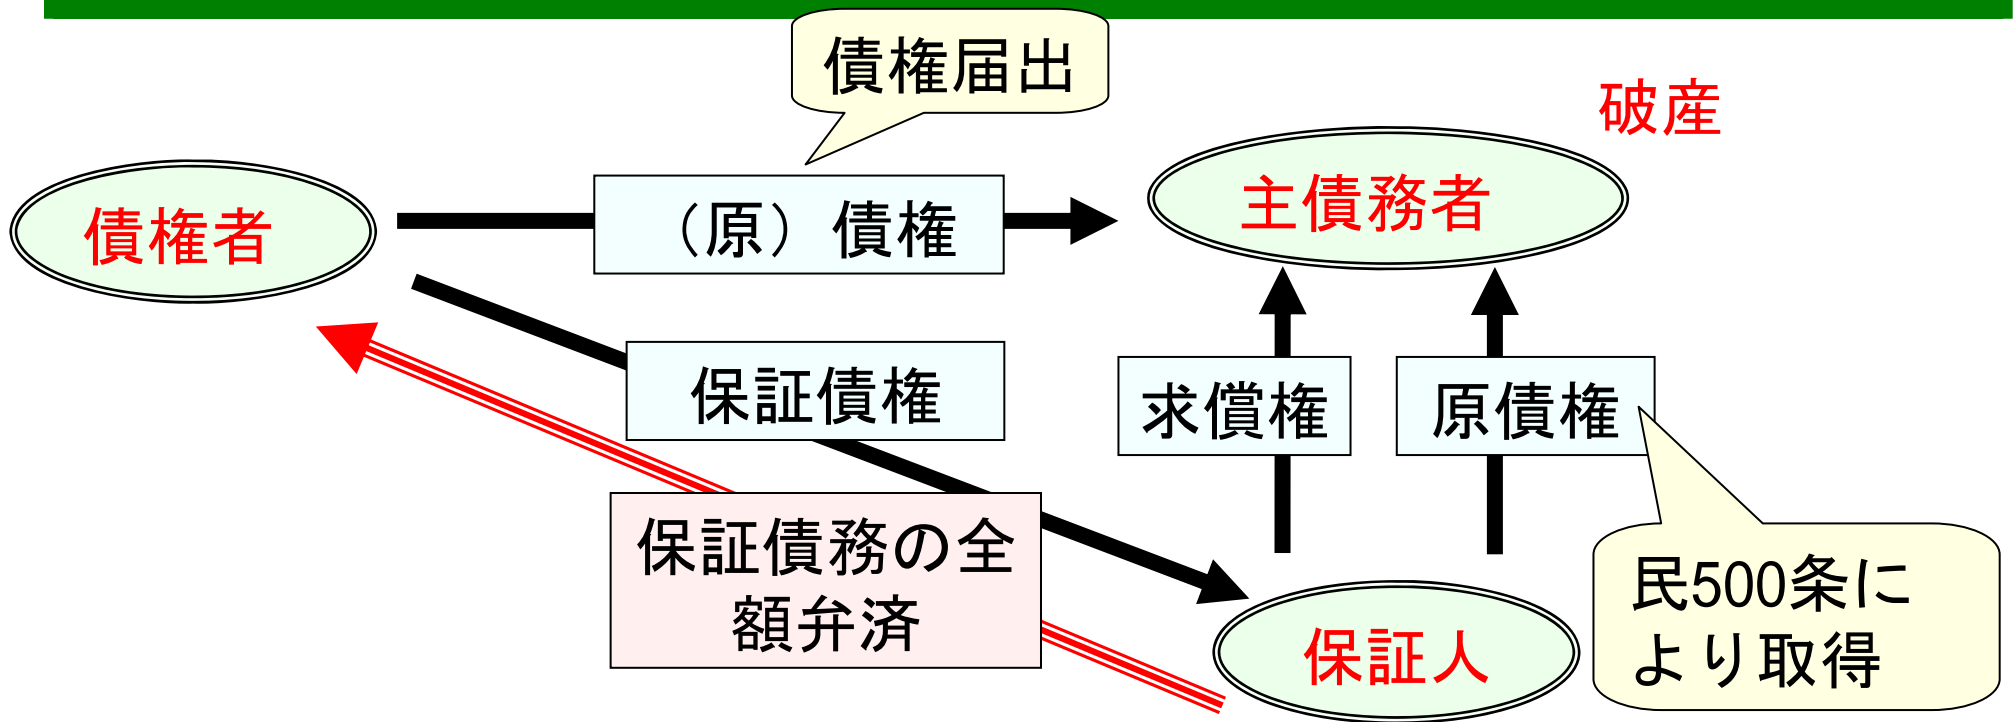 債権届出
破産
債権者
（原）債権
主債務者
保証債権
求償権
原債権
保証債務の全
額弁済
保証人
民500条に
より取得